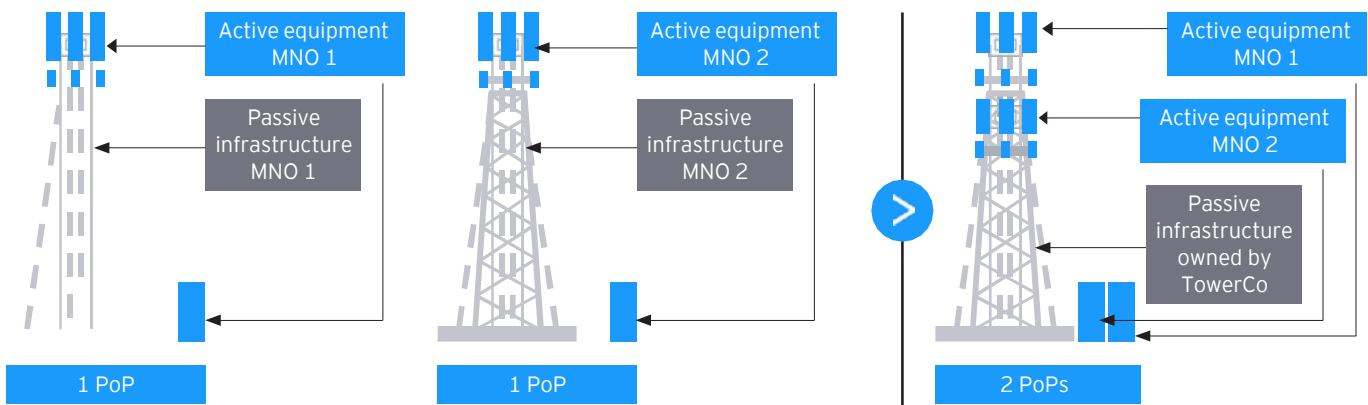 Active equipment
MNO 1
Passive
infrastructure
MNO 1
1 PoP
Active equipment
MNO 2
Passive
infrastructure
MNO 2
1 PoP
>
Active equipment
MNO 1
Active equipment
MNO 2
Passive
infrastructure
owned by
TowerCo
2 PoPs